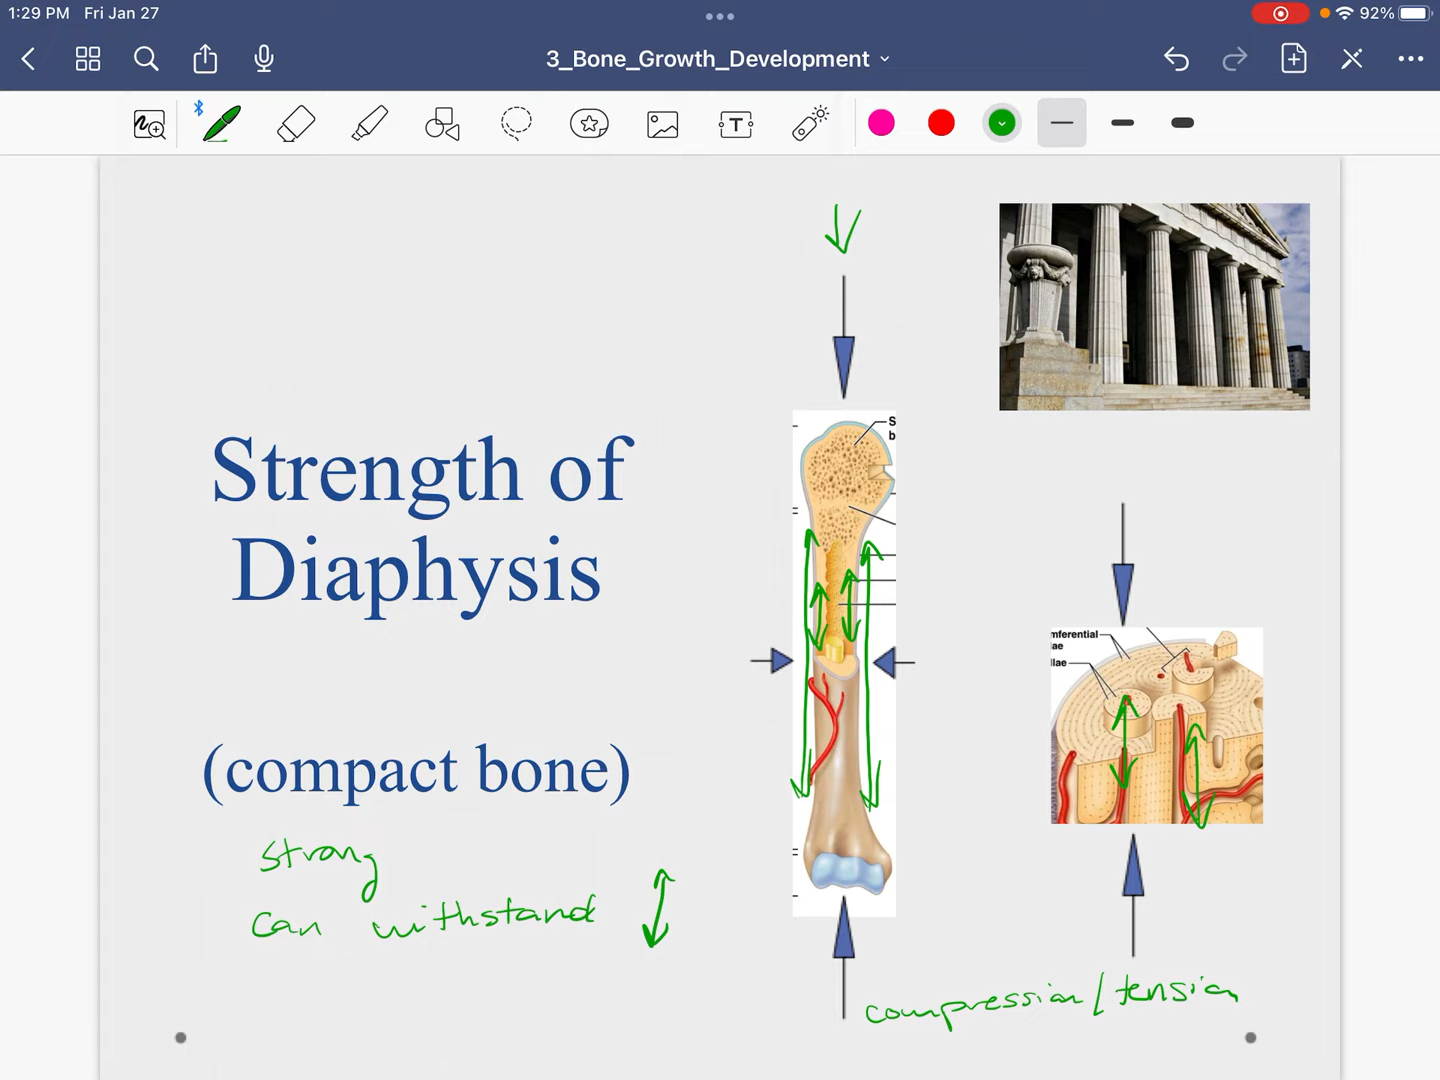 1:29 PM Fri Jan 27
92%
3_Bone_Growth_Development
T
S
b
Strength of
Diaphysis
mferential
ae
llae
(compact bone)
strong
can withstand
compression/tension